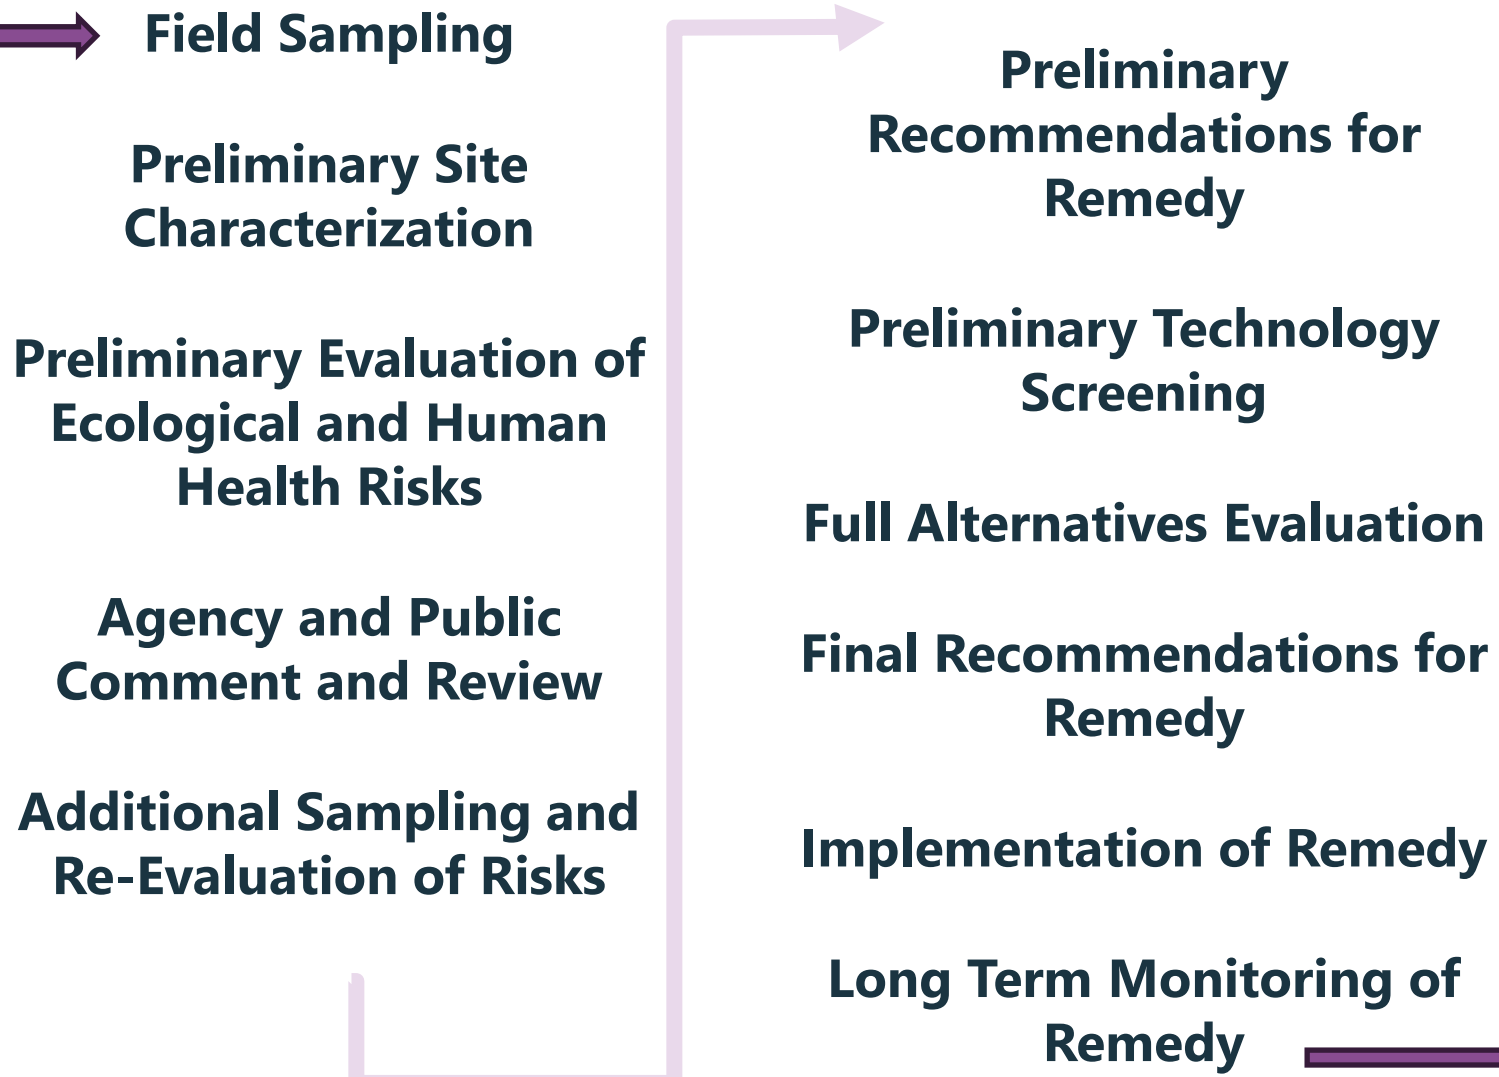 Field Sampling
Preliminary Site
Characterization
Preliminary Evaluation of
Ecological and Human
Health Risks
Agency and Public
Comment and Review
Additional Sampling and
Re-Evaluation of Risks
Preliminary
Recommendations for
Remedy
Preliminary Technology
Screening
Full Alternatives Evaluation
Final Recommendations for
Remedy
Implementation of Remedy
Long Term Monitoring of
Remedy